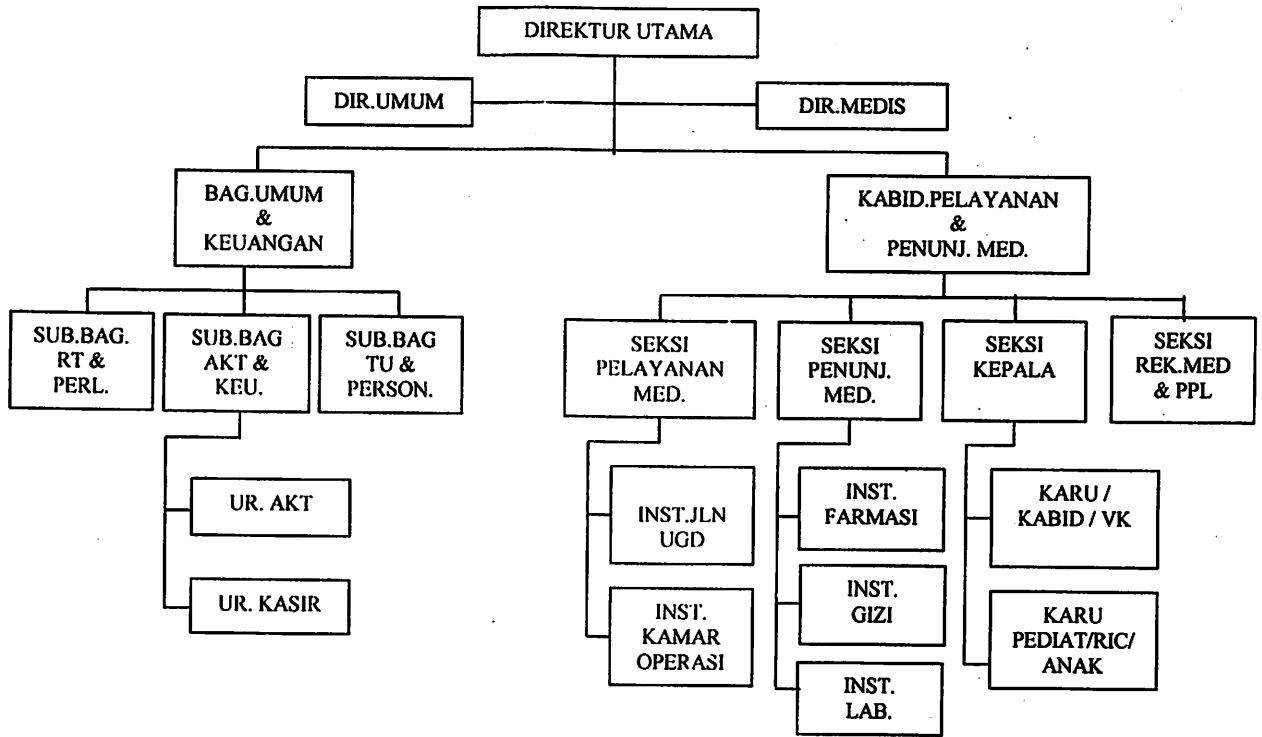 DIREKTUR UTAMA
DIR.UMUM
DIR.MEDIS
BAG.UMUM
&
KEUANGAN
KABID.PELAYANAN
&
PENUNJ. MED.
SUB.BAG.
RT &
PERL.
SUB.BAG
AKT &
KEU.
SUB.BAG
TU &
PERSON.
SEKSI
PELAYANAN
MED.
SEKSI
PENUNJ.
MED.
SEKSI
KEPALA
SEKSI
REK.MED
& PPL
UR. AKT
UR. KASIR
INST.JLN
UGD
INST.
KAMAR
OPERASI
INST.
FARMASI
INST.
GIZI
INST.
LAB.
KARU /
KABID / VK
KARU
PEDIAT/RIC/
ANAK